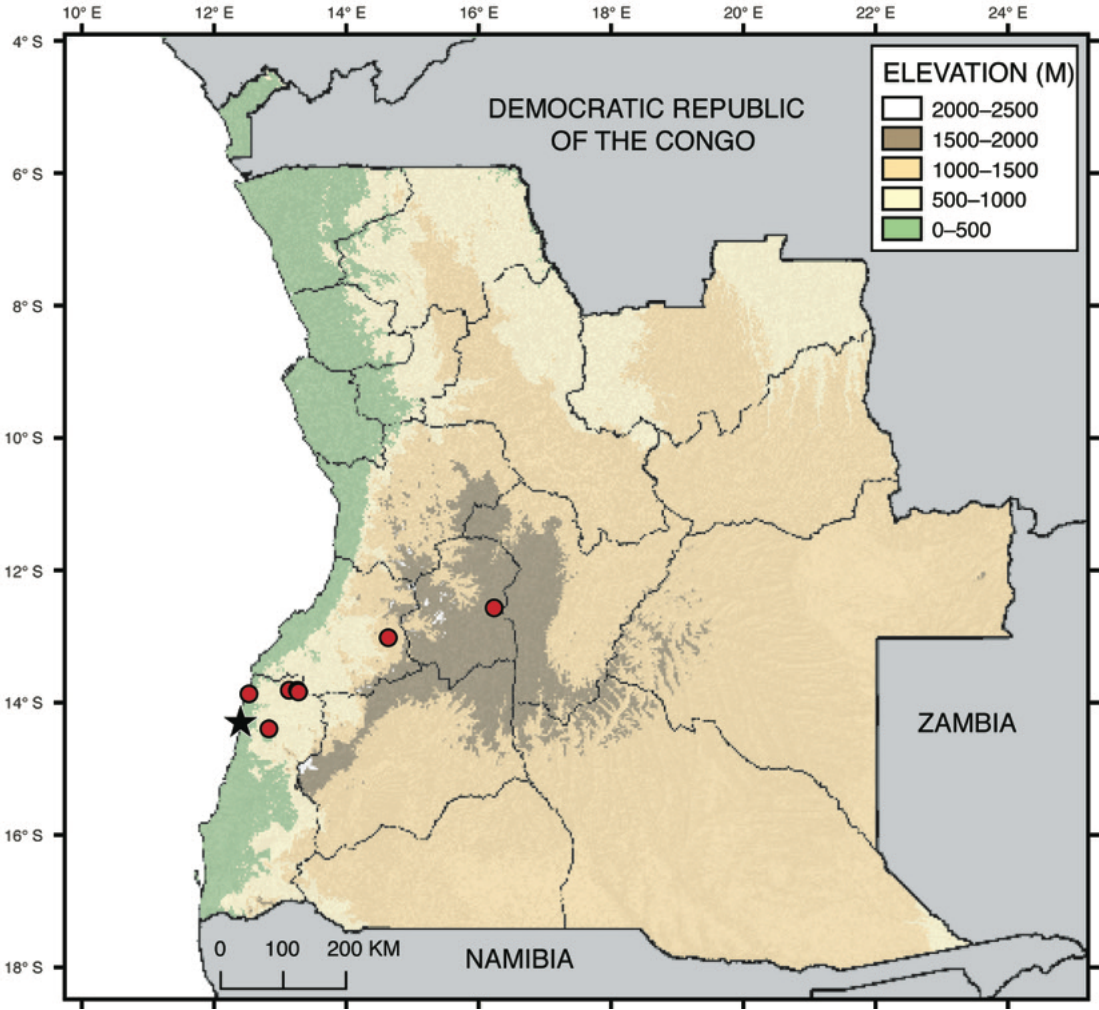 10° E 12° E 14° E 16° E 18° E 20° E 22° E 24° E
4° S
6° S
8° S
10° S
12° S
14° S
16° S
18° S
ELEVATION (M)
2000–2500
1500–2000
1000–1500
500–1000
0–500
DEMOCRATIC REPUBLIC
OF THE CONGO
ZAMBIA
NAMIBIA
0 100 200 KM